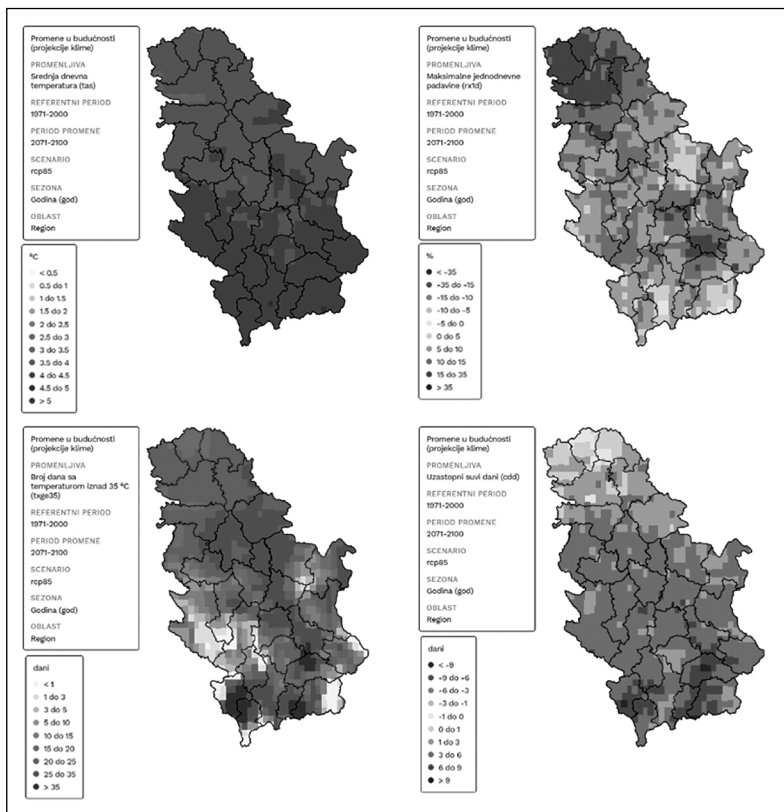 Promene u budućnosti
(projekcije klime)
PROMENLJIVA
Srednja dnevna
temperatura (tas)
REFERENTNI PERIOD
1971-2000
PERIOD PROMENE
2071-2100
SCENARIO
rcp85
SEZONA
Godina (god)
OBLAST
Region
°C
< 0.5
0.5 do 1
1 do 1.5
1.5 do 2
2 do 2.5
2.5 do 3
3 do 3.5
3.5 do 4
4 do 4.5
4.5 do 5
> 5
Promene u budućnosti
(projekcije klime)
PROMENLJIVA
Maksimalne jednodnevne
padavine (rx1d)
REFERENTNI PERIOD
1971-2000
PERIOD PROMENE
2071-2100
SCENARIO
rcp85
SEZONA
Godina (god)
OBLAST
Region
%
< -35
-35 do -15
-15 do -10
-10 do -5
-5 do 0
0 do 5
5 do 10
10 do 15
15 do 35
> 35
Promene u budućnosti
(projekcije klime)
PROMENLJIVA
Broj dana sa
temperaturom iznad 35 °C
(txge35)
REFERENTNI PERIOD
1971-2000
PERIOD PROMENE
2071-2100
SCENARIO
rcp85
SEZONA
Godina (god)
OBLAST
Region
dani
< 1
1 do 3
3 do 5
5 do 10
10 do 15
15 do 20
20 do 25
25 do 35
> 35
Promene u budućnosti
(projekcije klime)
PROMENLJIVA
Uzastopni suvi dani (cdd)
REFERENTNI PERIOD
1971-2000
PERIOD PROMENE
2071-2100
SCENARIO
rcp85
SEZONA
Godina (god)
OBLAST
Region
dani
< -9
-9 do -6
-6 do -3
-3 do -1
-1 do 0
0 do 1
1 do 3
3 do 6
6 do 9
> 9